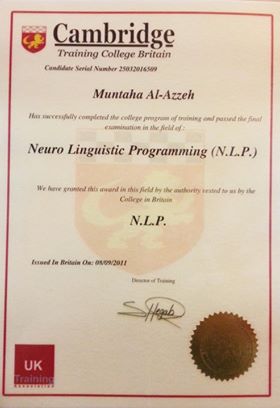 Cambridge
Training College Britain
Candidate Serial Number 25032016509
Muntaha Al-Azzeh
Has successfully completed the college program of training and passed the final
examination in the field of.:
Neuro Linguistic Programming (N.L.P.)
We have granted this award in this field by the authority vested to us by the
College in Britain
N.L.P.
Issued In Britain On: 08/09/2011
Director of Training
UK
Training
Association